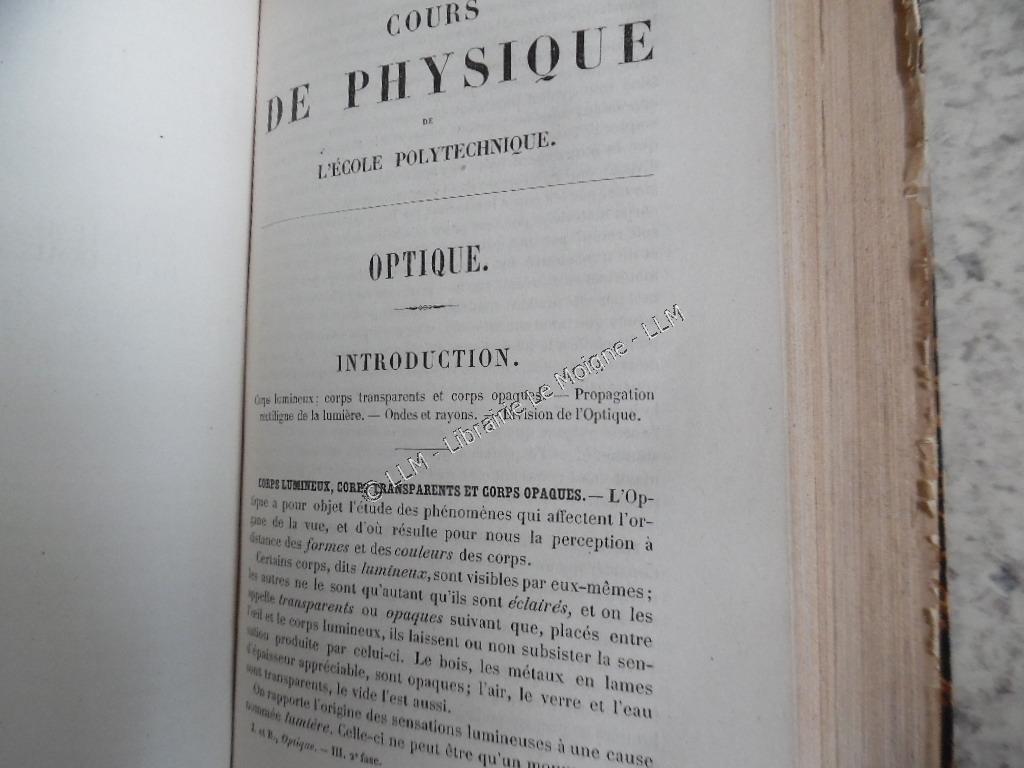 COURS
DE PHYSIQUE
DE
L'ÉCOLE POLYTECHNIQUE.
OPTIQUE.
INTRODUCTION.
Corps lumineux; corps transparents et corps opaques. — Propagation
rectiligne de la lumière. — Ondes et rayons. — Division de l'Optique.
© LLM - Librairie Le Moigne - LLM
CORPS LUMINEUX, CORPS TRANSPARENTS ET CORPS OPAQUES. — L'Op-
tique a pour objet l'étude des phénomènes qui affectent l'or-
gane de la vue, et d'où résulte pour nous la perception à
distance des formes et des couleurs des corps.
Certains corps, dits lumineux, sont visibles par eux-mêmes;
les autres ne le sont qu'autant qu'ils sont éclairés, et on les
appelle transparents ou opaques suivant que, placés entre
l'œil et le corps lumineux, ils laissent ou non subsister la sen-
sation produite par celui-ci. Le bois, les métaux en lames
d'épaisseur appréciable, sont opaques; l'air, le verre et l'eau
sont transparents, le vide l'est aussi.
On rapporte l'origine des sensations lumineuses à une cause
nommée lumière. Celle-ci ne peut être qu'un
J. et B., Optique. — III. 2e fasc.